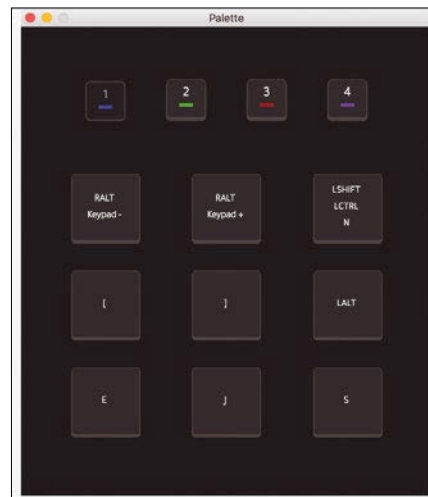 Palette
1
2
3
4
RALT
Keypad -
RALT
Keypad +
LSHIFT
LCTRL
N
[
]
LALT
E
J
S